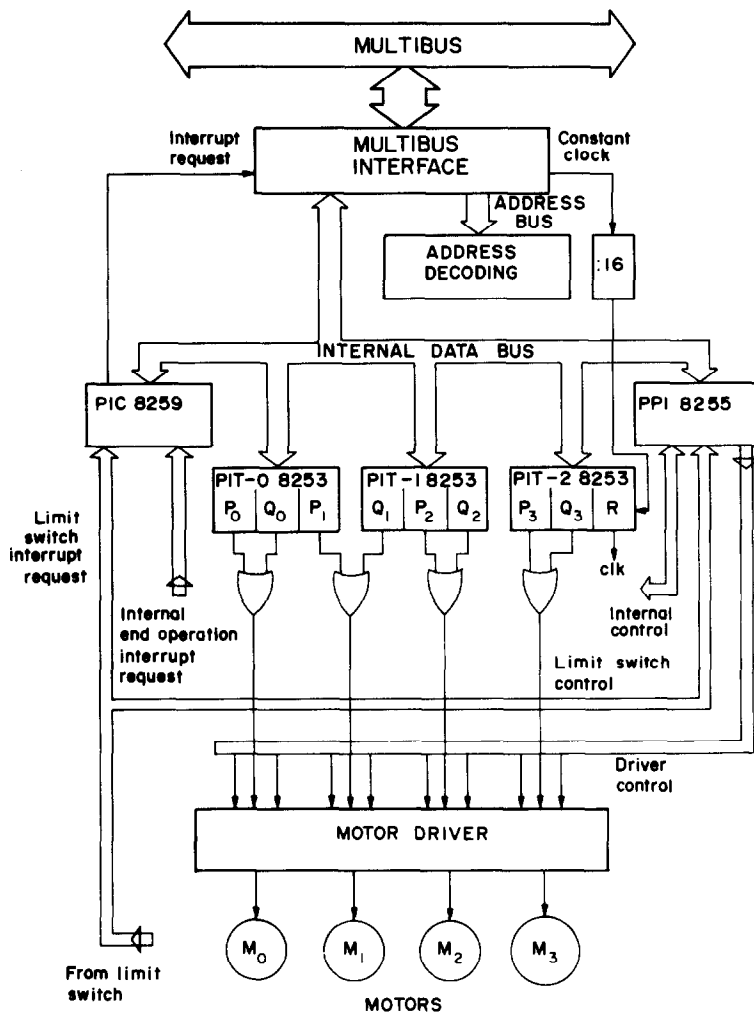 MULTIBUS
Interrupt
request
MULTIBUS
INTERFACE
Constant
clock
ADDRESS
BUS
ADDRESS
DECODING
:16
INTERNAL DATA BUS
PIC 8259
PPI 8255
PIT-0 8253
P0 Q0 P1
PIT-1 8253
Q1 P2 Q2
PIT-2 8253
P3 Q3 R
clk
Limit
switch
interrupt
request
Internal
end operation
interrupt
request
Internal
control
Limit switch
control
Driver
control
MOTOR DRIVER
M0
M1
M2
M3
From limit
switch
MOTORS